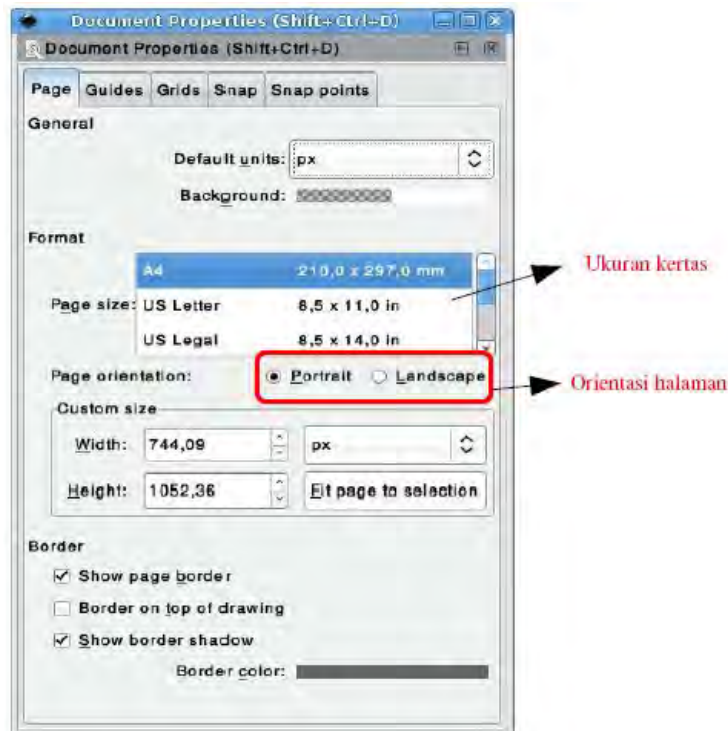 Document Properties (Shift+Ctrl+D)
Document Properties (Shift+Ctrl+D)
Page Guides Grids Snap Snap points
General
Default units: px
Background:
Format
A4 210,0 x 297,0 mm
Ukuran kertas
Page size: US Letter 8,5 x 11,0 in
US Legal 8,5 x 14,0 in
Page orientation: Portrait Landscape
Orientasi halaman
Custom size
Width: 744,09 px
Height: 1052,36 Fit page to selection
Border
Show page border
Border on top of drawing
Show border shadow
Border color: